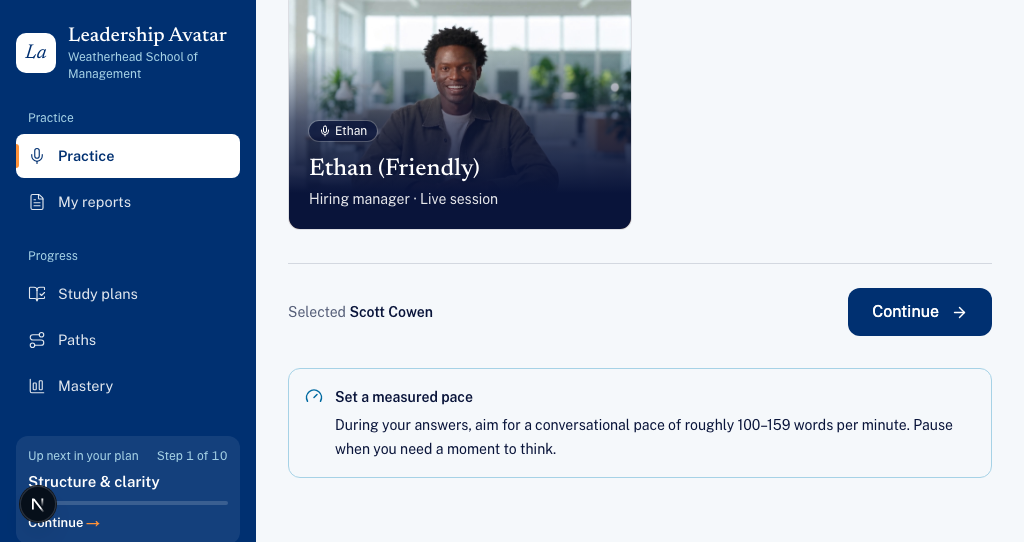 La
Leadership Avatar
Weatherhead School of
Management
Practice
Practice
My reports
Progress
Study plans
Paths
Mastery
Up next in your plan Step 1 of 10
Structure & clarity
N
Continue →
Ethan
Ethan (Friendly)
Hiring manager · Live session
Selected Scott Cowen
Continue →
Set a measured pace
During your answers, aim for a conversational pace of roughly 100–159 words per minute. Pause
when you need a moment to think.